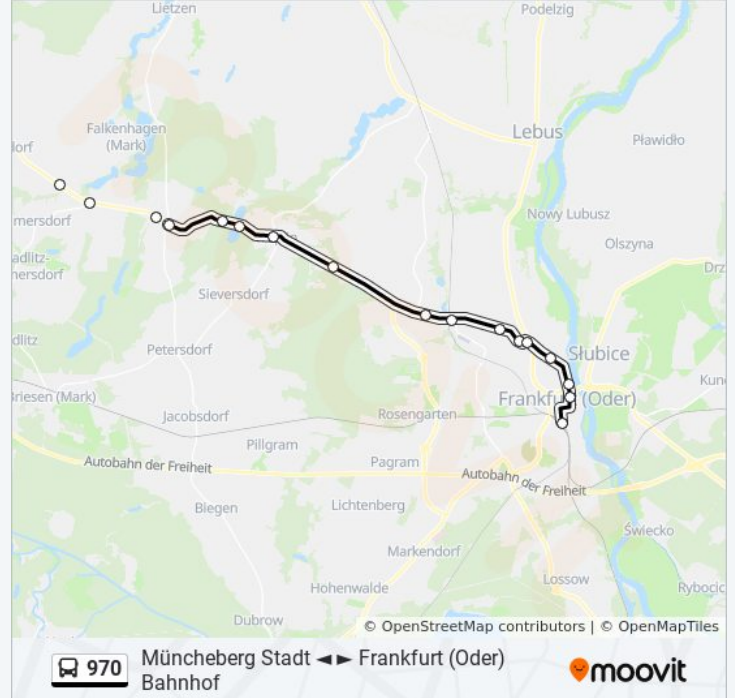 Lietzen
Podelzig
Falkenhagen
(Mark)
Lebus
Pławidło
dorf
mersdorf
Nowy Lubusz
Olszyna
adlitz-
nersdorf
Drz
Sieversdorf
dlitz
Petersdorf
Słubice
Kun
riesen (Mark)
Frankfurt (Oder)
Jacobsdorf
Rosengarten
Pillgram
Pagram
Autobahn der Freiheit
Autobahn der Freiheit
Biegen
Lichtenberg
Świecko
Markendorf
Lossow
Hohenwalde
Rybocic
Dubrow
© OpenStreetMap contributors | © OpenMapTiles
970
Müncheberg Stadt ◄► Frankfurt (Oder)
Bahnhof
moovit